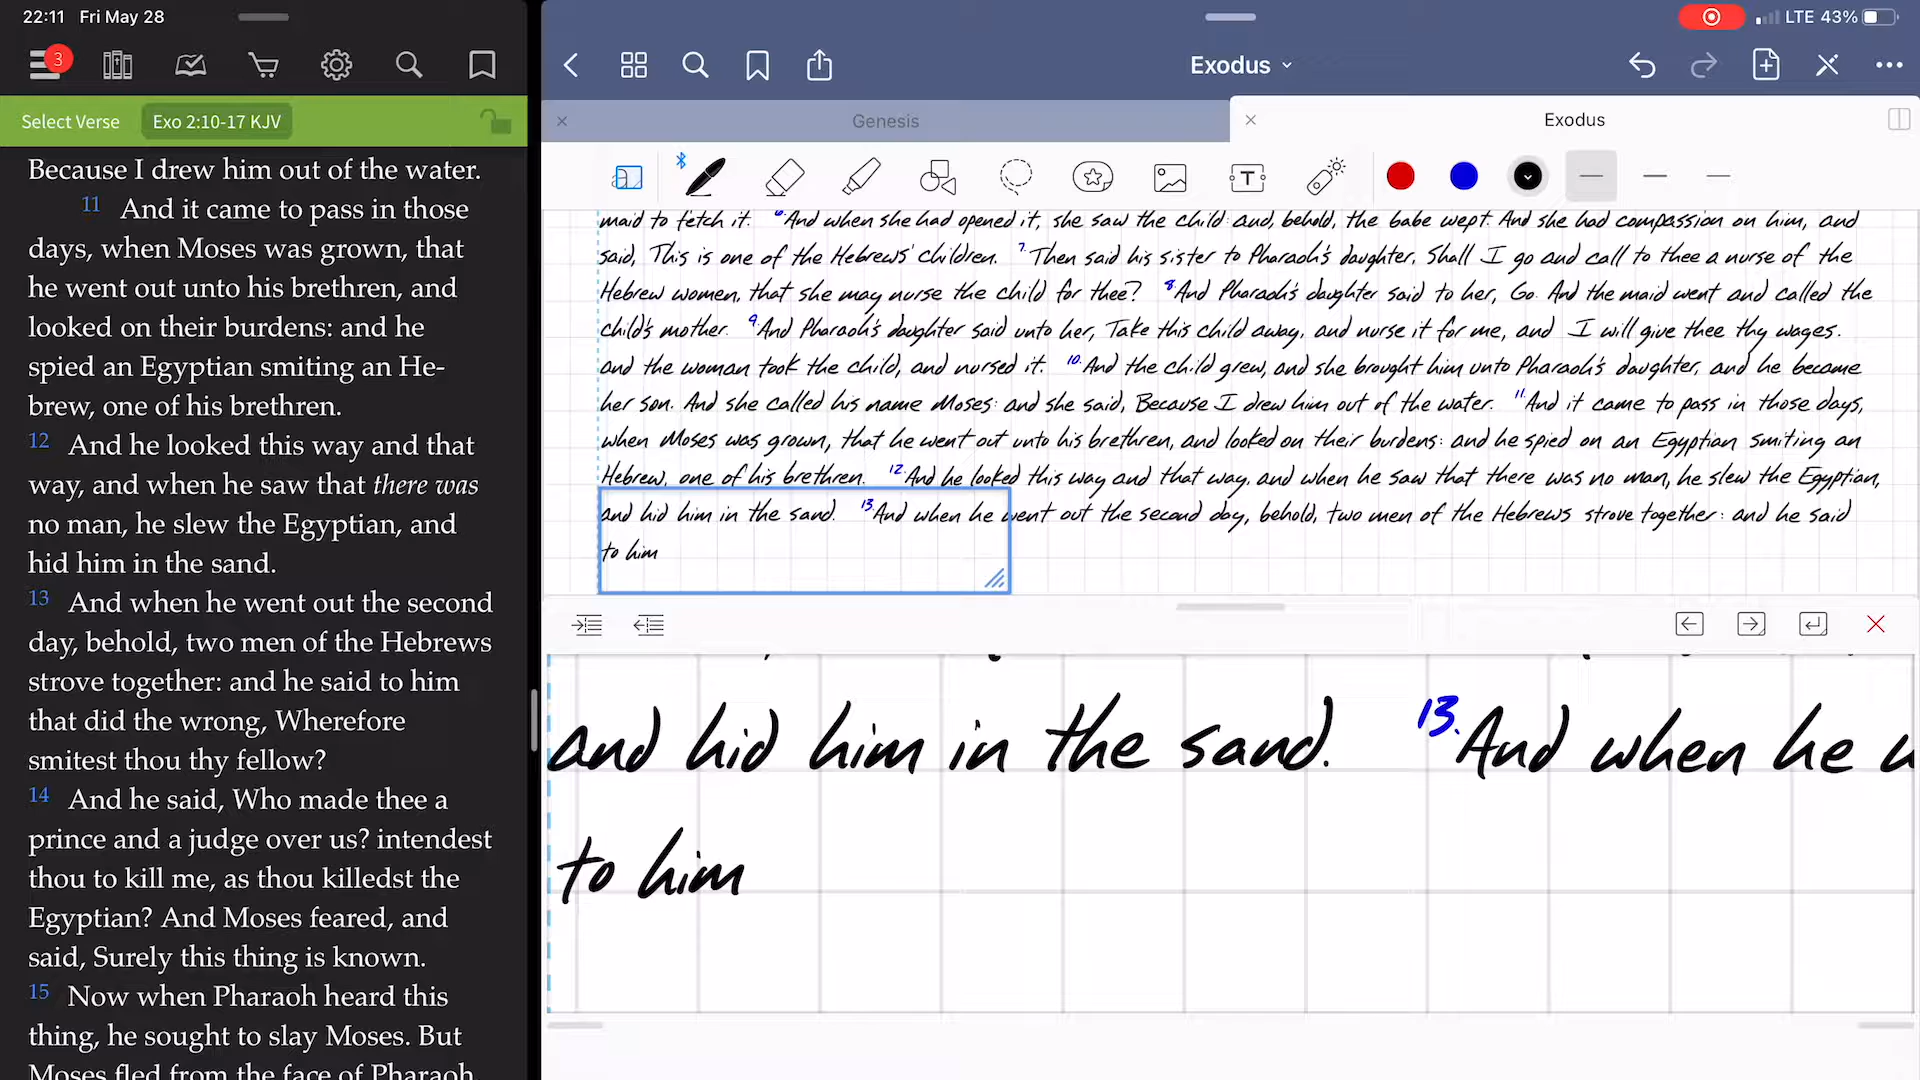 22:11 Fri May 28
LTE 43%
3
Exodus
Select Verse Exo 2:10-17 KJV
Genesis
Exodus
Because I drew him out of the water.
11 And it came to pass in those
days, when Moses was grown, that
he went out unto his brethren, and
looked on their burdens: and he
spied an Egyptian smiting an He-
brew, one of his brethren.
12 And he looked this way and that
way, and when he saw that there was
no man, he slew the Egyptian, and
hid him in the sand.
13 And when he went out the second
day, behold, two men of the Hebrews
strove together: and he said to him
that did the wrong, Wherefore
smitest thou thy fellow?
14 And he said, Who made thee a
prince and a judge over us? intendest
thou to kill me, as thou killedst the
Egyptian? And Moses feared, and
said, Surely this thing is known.
15 Now when Pharaoh heard this
thing, he sought to slay Moses. But
Moses fled from the face of Pharaoh,
T
maid to fetch it. 6. And when she had opened it, she saw the child: and, behold, the babe wept. And she had compassion on him, and
said, This is one of the Hebrews' children. 7. Then said his sister to Pharaoh's daughter, Shall I go and call to thee a nurse of the
Hebrew women, that she may nurse the child for thee? 8. And Pharaoh's daughter said to her, Go. And the maid went and called the
child's mother. 9. And Pharaoh's daughter said unto her, Take this child away, and nurse it for me, and I will give thee thy wages.
and the woman took the child, and nursed it. 10. And the child grew, and she brought him unto Pharaoh's daughter, and he became
her son. And she called his name Moses: and she said, Because I drew him out of the water. 11. And it came to pass in those days,
when Moses was grown, that he went out unto his brethren, and looked on their burdens: and he spied on an Egyptian smiting an
Hebrew, one of his brethren. 12. And he looked this way and that way, and when he saw that there was no man, he slew the Egyptian,
and hid him in the sand. 13. And when he went out the second day, behold, two men of the Hebrews strove together: and he said
to him
and hid him in the sand. 13. And when he w
to him